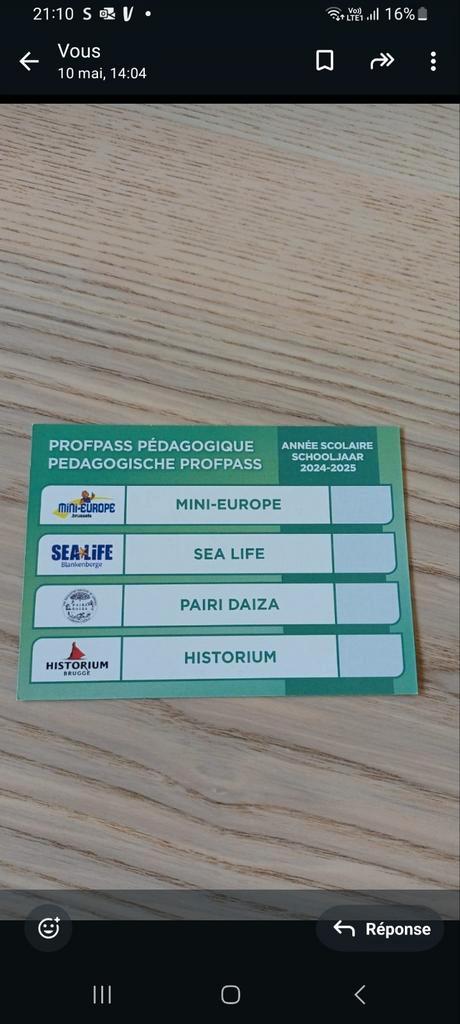 21:10
16%
Vous
10 mai, 14:04
PROFPASS PÉDAGOGIQUE
PEDAGOGISCHE PROFPASS
ANNÉE SCOLAIRE
SCHOOLJAAR
2024-2025
MINI-EUROPE
MINI-EUROPE
SEA LIFE
Blankenberge
SEA LIFE
PAIRI DAIZA
HISTORIUM
BRUGGE
HISTORIUM
Réponse